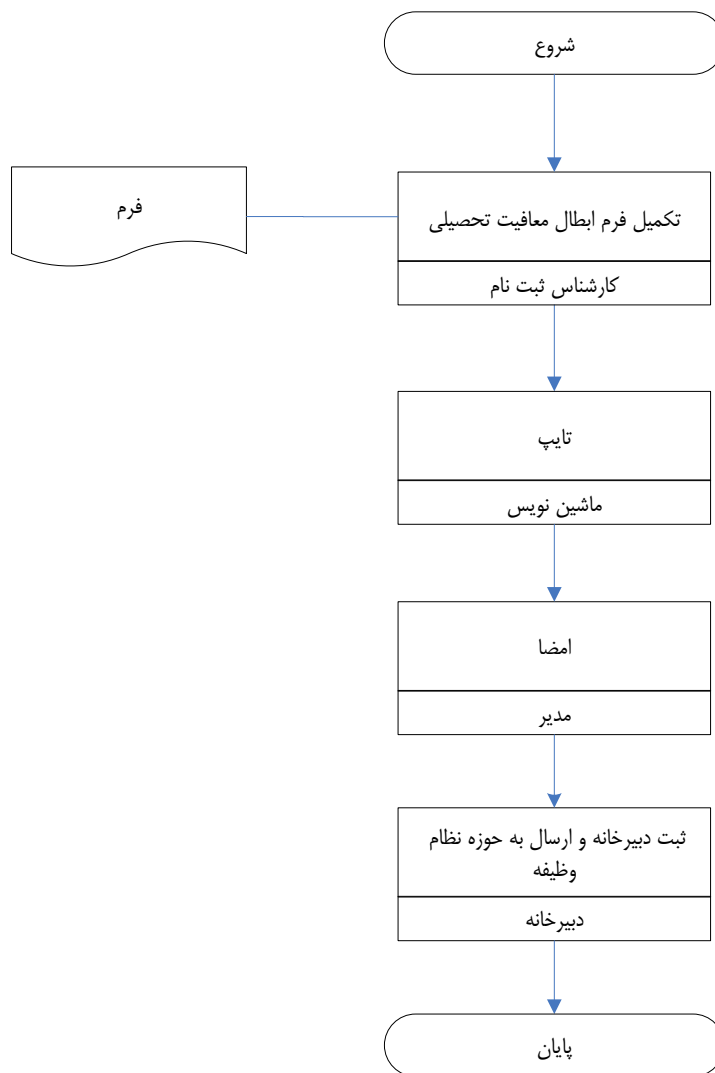 شروع
فرم
تکمیل فرم ابطال معافیت تحصیلی
کارشناس ثبت نام
تایپ
ماشین نویس
امضا
مدیر
ثبت دبیرخانه و ارسال به حوزه نظام
وظیفه
دبیرخانه
پایان